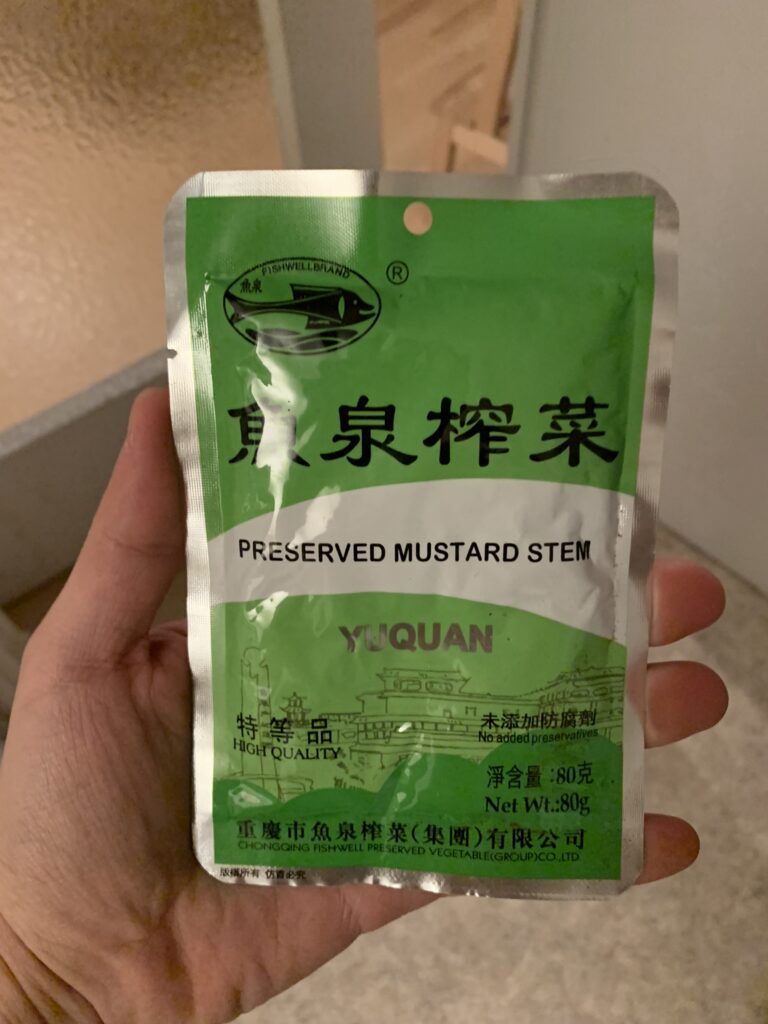 FISHWELLBRAND
魚泉
®
魚泉榨菜
PRESERVED MUSTARD STEM
YUQUAN
特等品
HIGH QUALITY
未添加防腐劑
No added preservatives
淨含量:80克
Net Wt.:80g
重慶市魚泉榨菜(集團)有限公司
CHONGQING FISHWELL PRESERVED VEGETABLE(GROUP)CO.,LTD
版權所有 仿冒必究